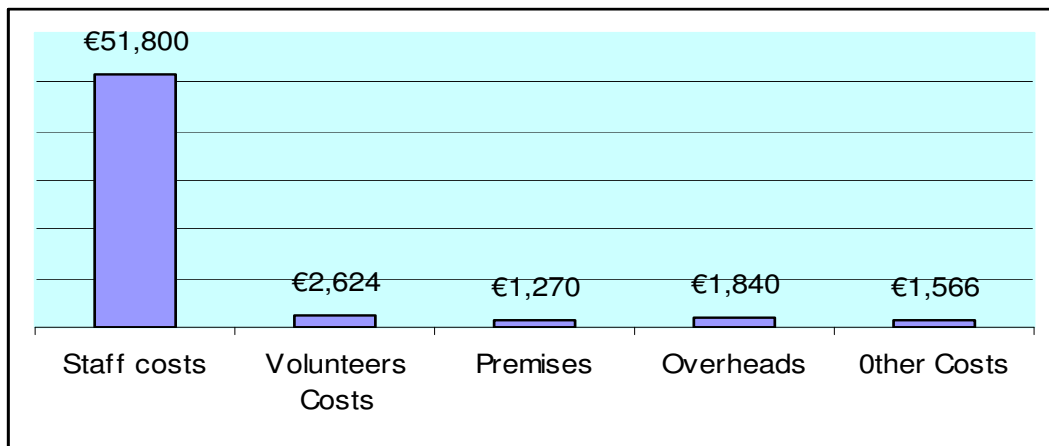 €51,800
€2,624
€1,270
€1,840
€1,566
Staff costs
Volunteers
Costs
Premises
Overheads
0ther Costs